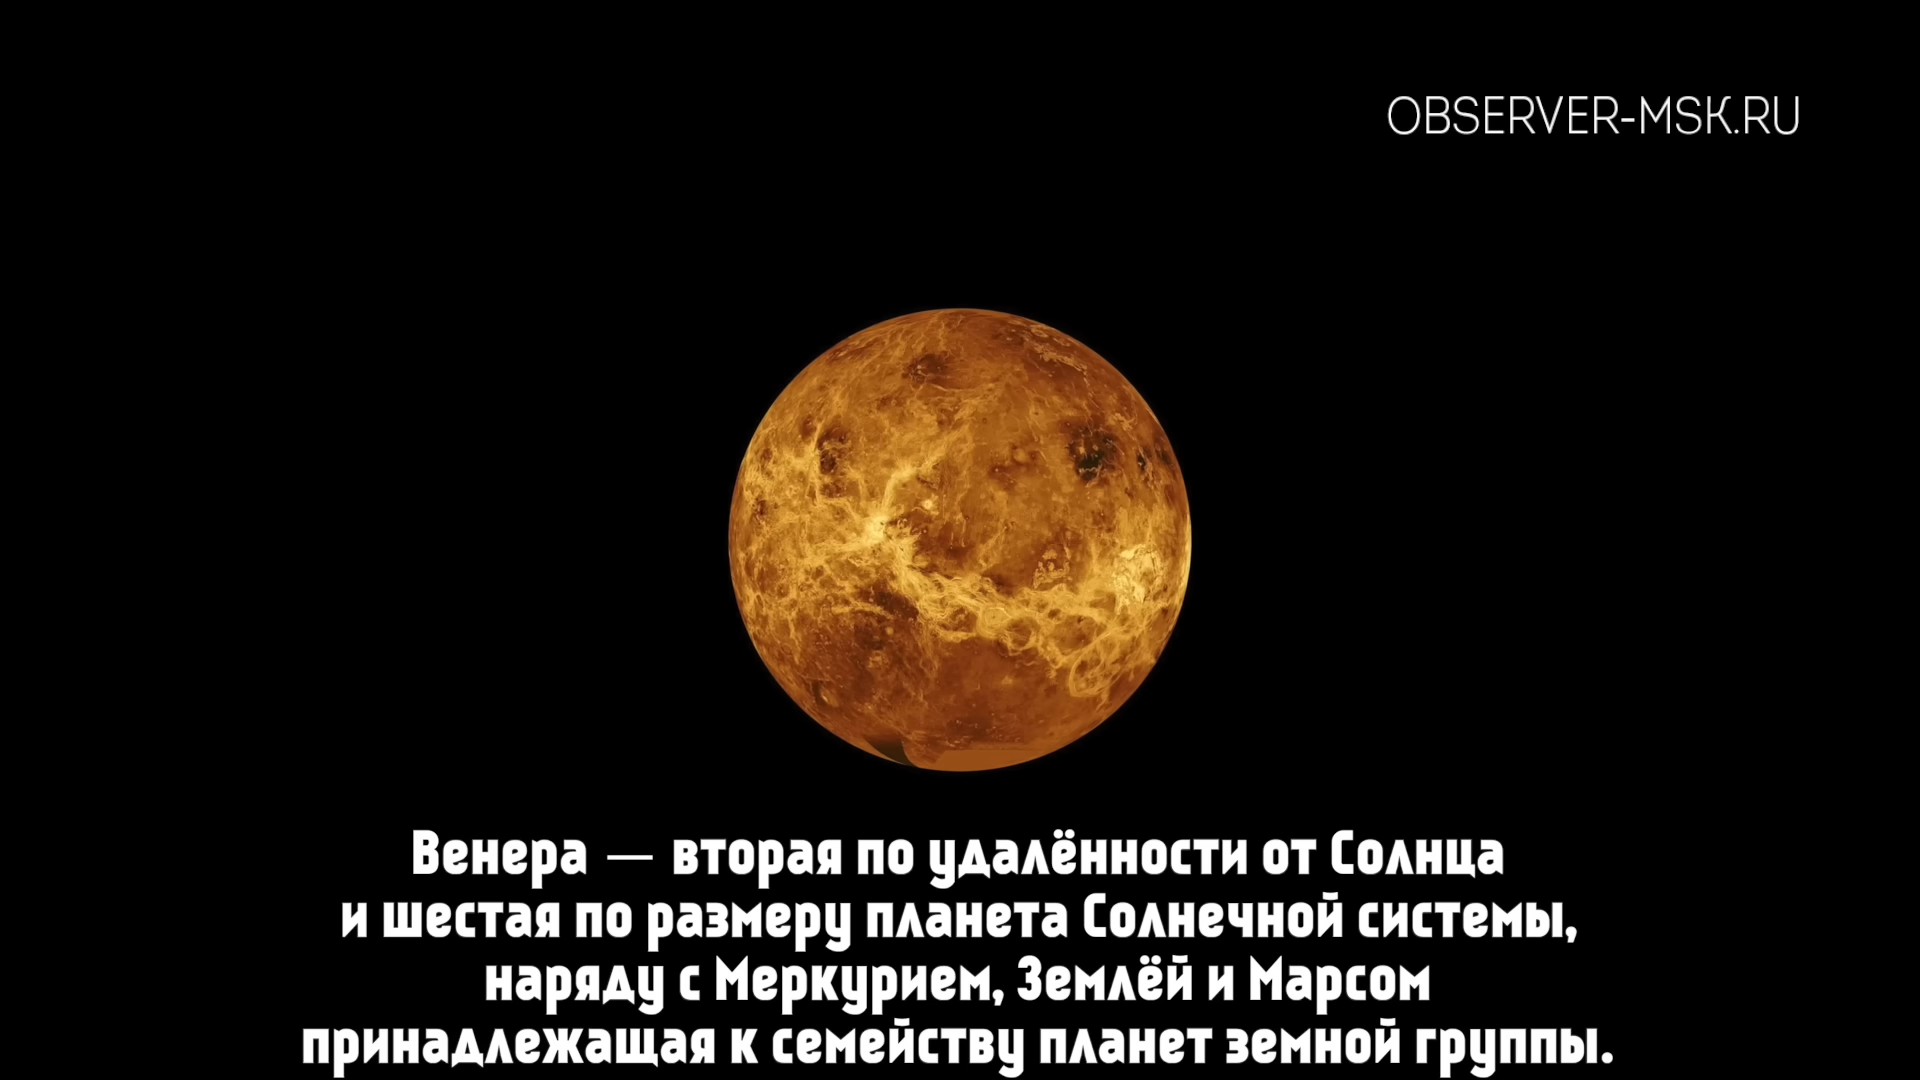 OBSERVER-MSK.RU
Венера — вторая по удалённости от Солнца
и шестая по размеру планета Солнечной системы,
наряду с Меркурием, Землёй и Марсом
принадлежащая к семейству планет земной группы.